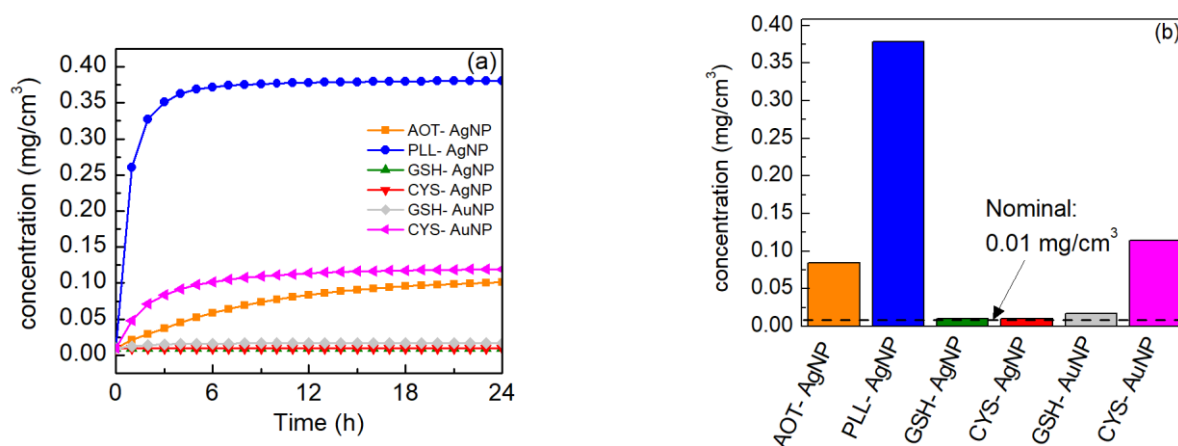 (a)
concentration (mg/cm³)
0.40
0.35
0.30
0.25
0.20
0.15
0.10
0.05
0.00
AOT- AgNP
PLL- AgNP
GSH- AgNP
CYS- AgNP
GSH- AuNP
CYS- AuNP
0 6 12 18 24
Time (h)
(b)
concentration (mg/cm³)
0.40
0.35
0.30
0.25
0.20
0.15
0.10
0.05
0.00
Nominal:
0.01 mg/cm³
AOT- AgNP
PLL- AgNP
GSH- AgNP
CYS- AgNP
GSH- AuNP
CYS- AuNP